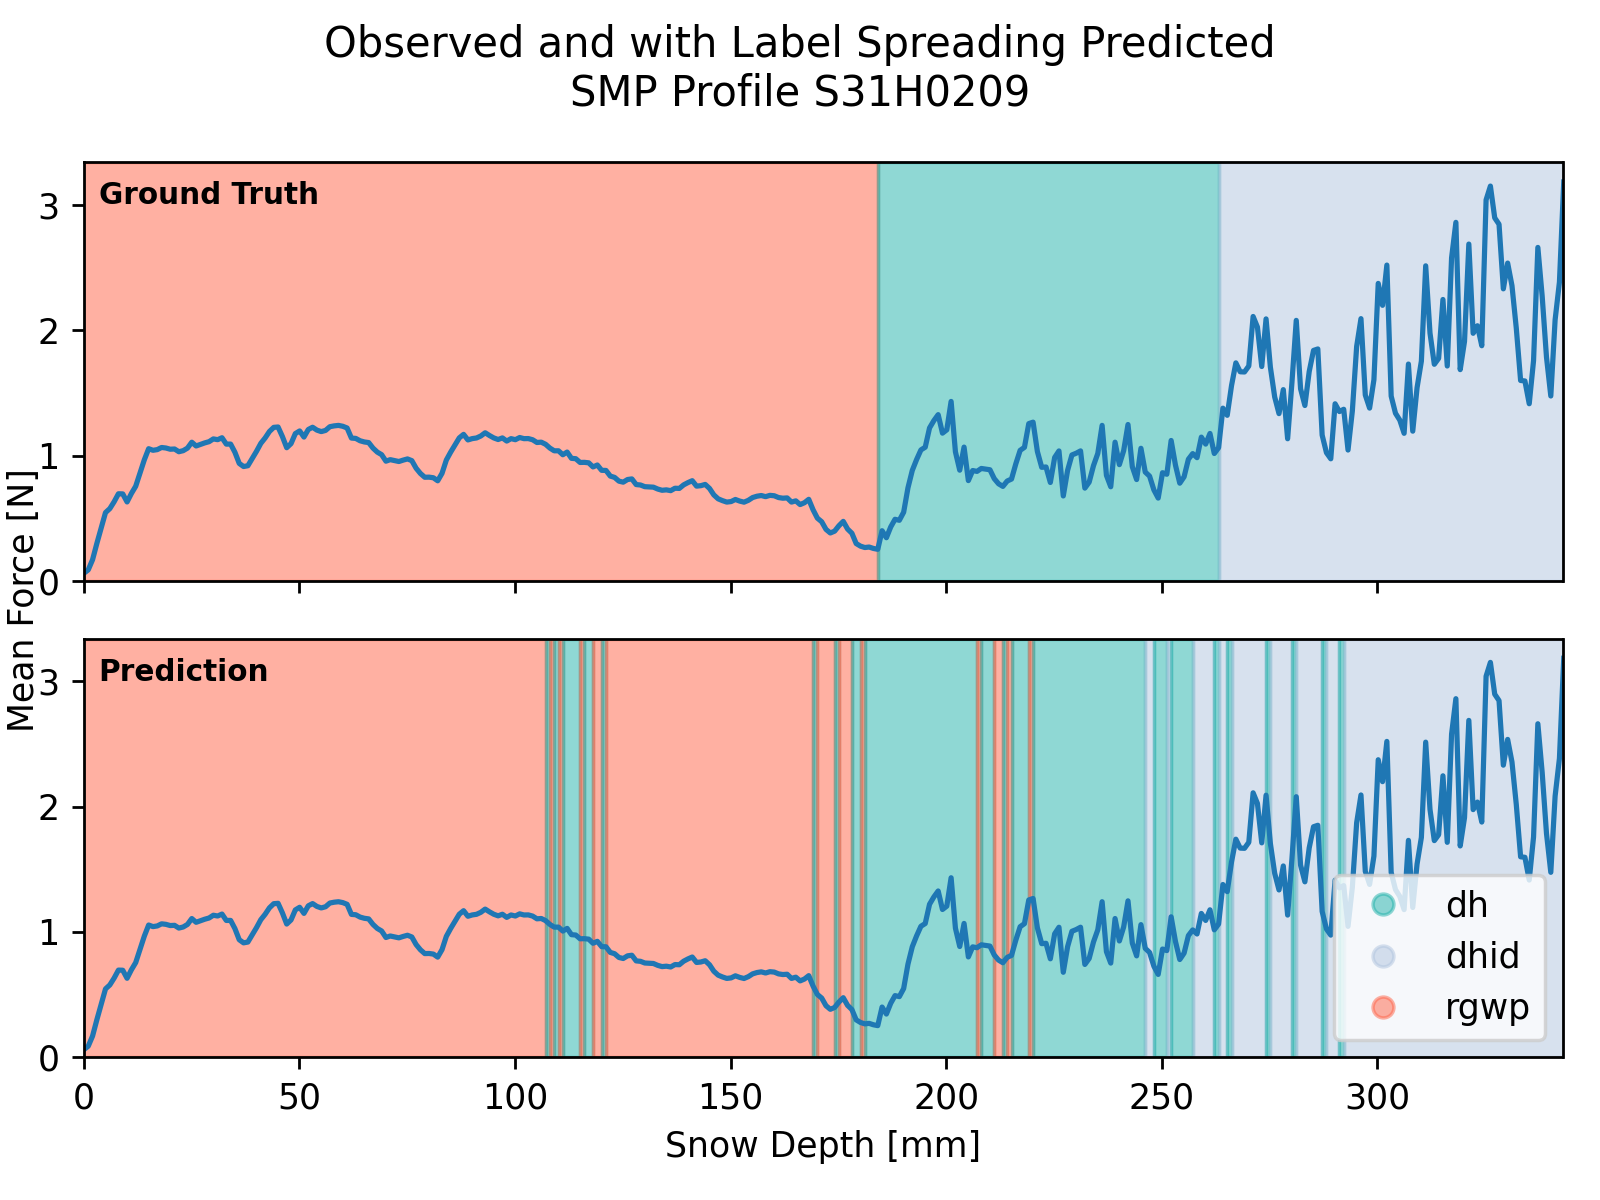 Observed and with Label Spreading Predicted
SMP Profile S31H0209
Ground Truth
3
2
1
0
Mean Force [N]
Prediction
3
2
1
0
dh
dhid
rgwp
0 50 100 150 200 250 300
Snow Depth [mm]